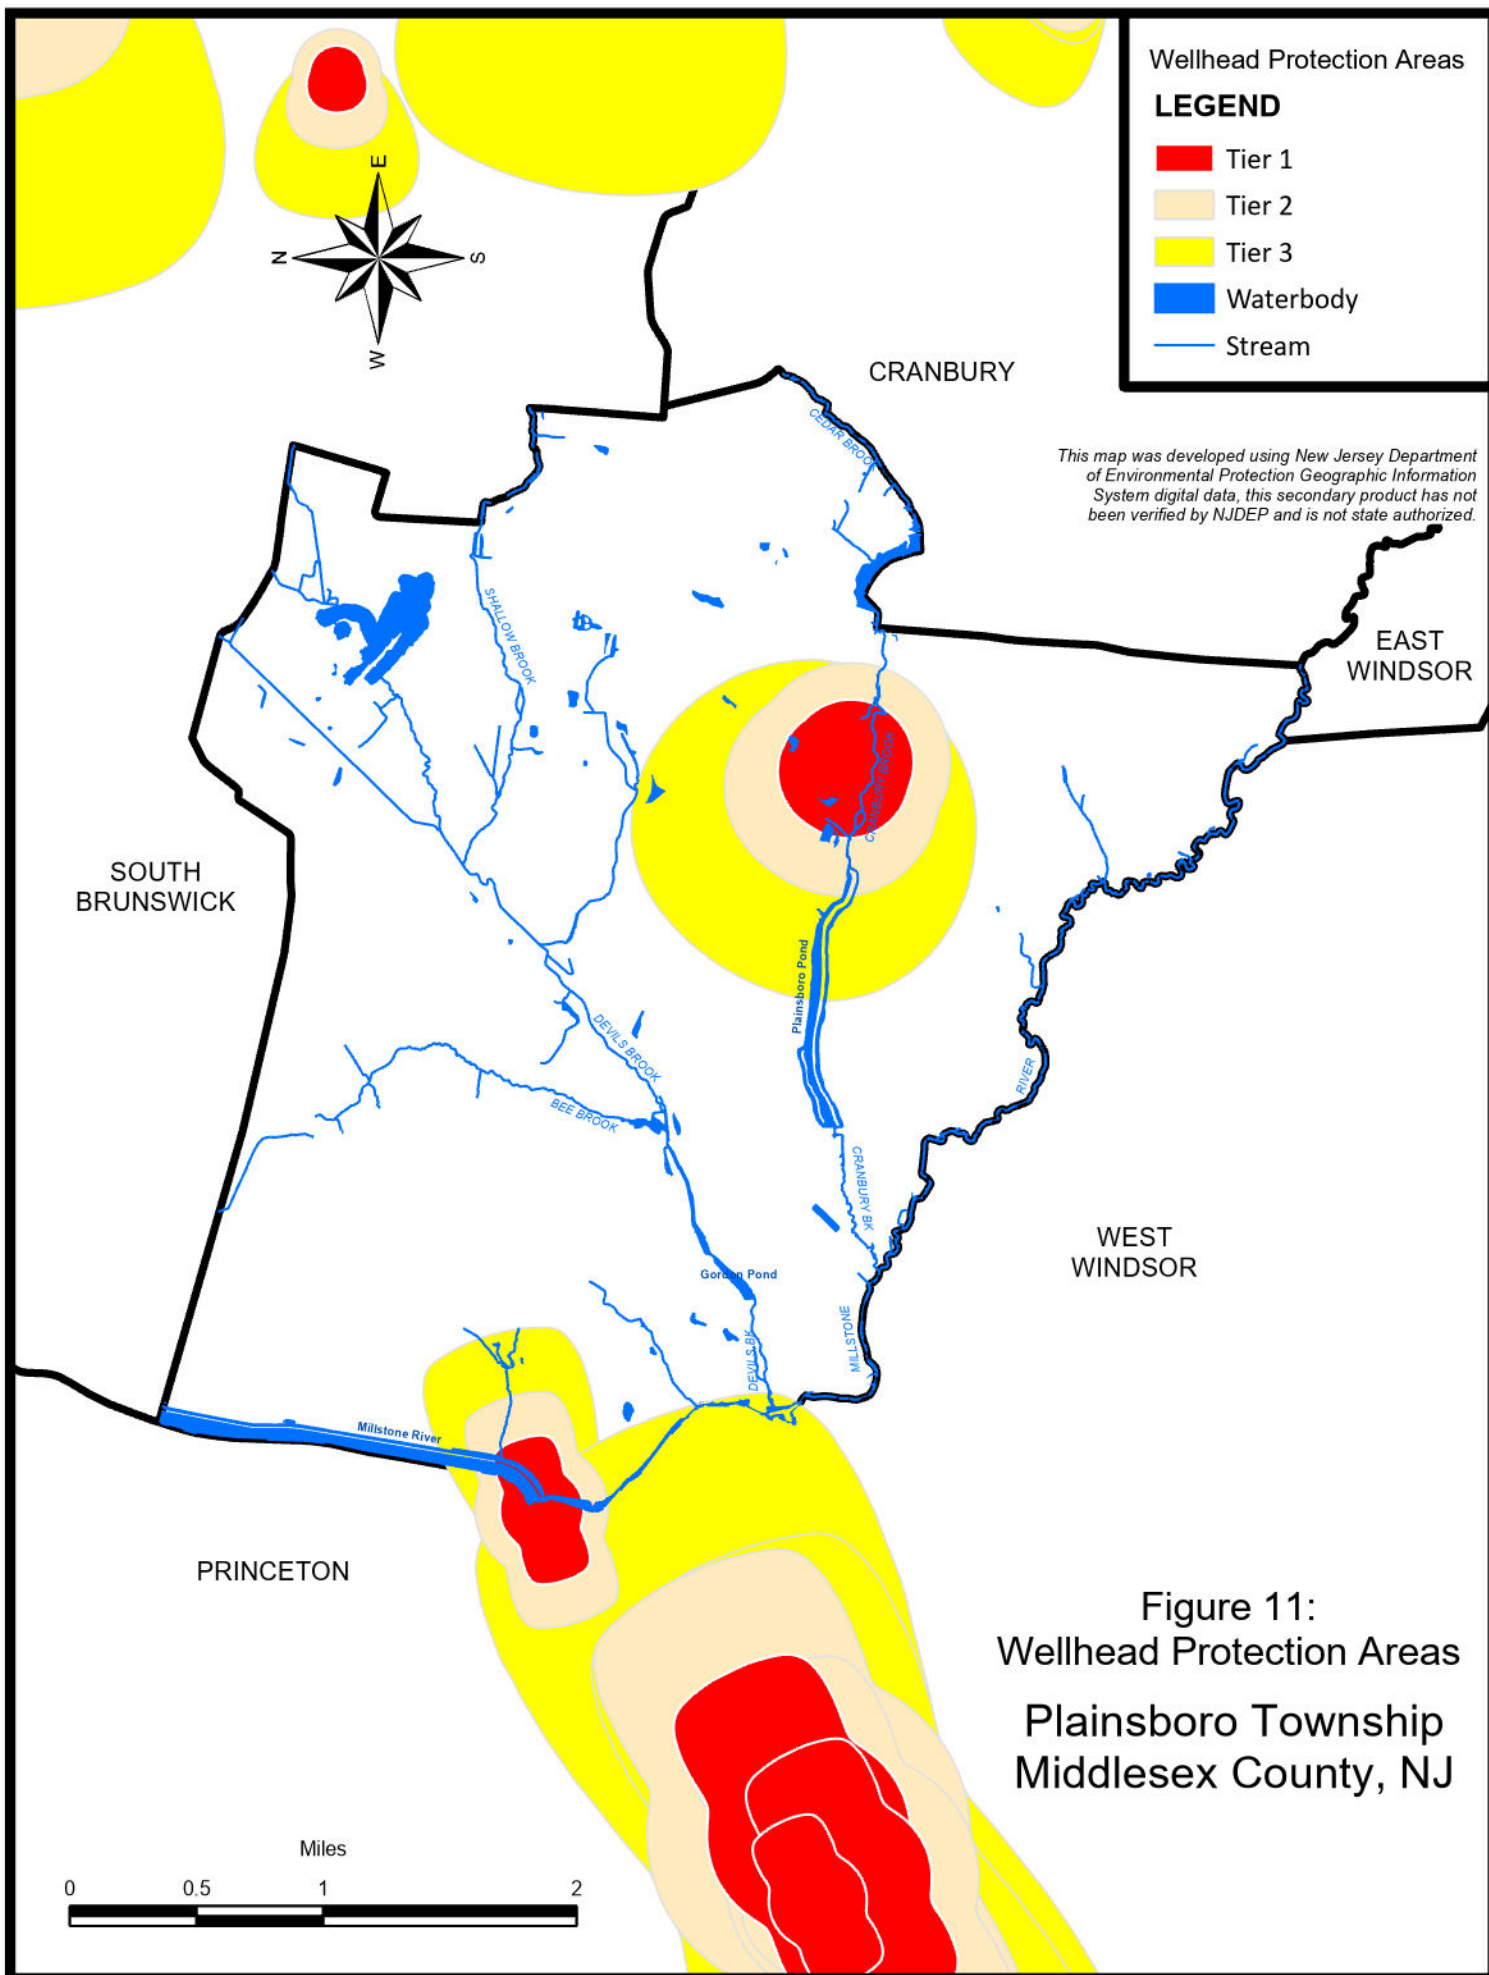 Wellhead Protection Areas
LEGEND
Tier 1
Tier 2
Tier 3
Waterbody
Stream
E
N
S
W
CRANBURY
CEDAR BROOK
This map was developed using New Jersey Department
of Environmental Protection Geographic Information
System digital data, this secondary product has not
been verified by NJDEP and is not state authorized.
EAST
WINDSOR
SHALLOW BROOK
CRANBURY BROOK
SOUTH
BRUNSWICK
Plainsboro Pond
DEVILS BROOK
RIVER
BEE BROOK
CRANBURY BK
WEST
WINDSOR
Gordon Pond
MILLSTONE
DEVILS BK
Millstone River
PRINCETON
Figure 11:
Wellhead Protection Areas
Plainsboro Township
Middlesex County, NJ
Miles
0 0.5 1 2